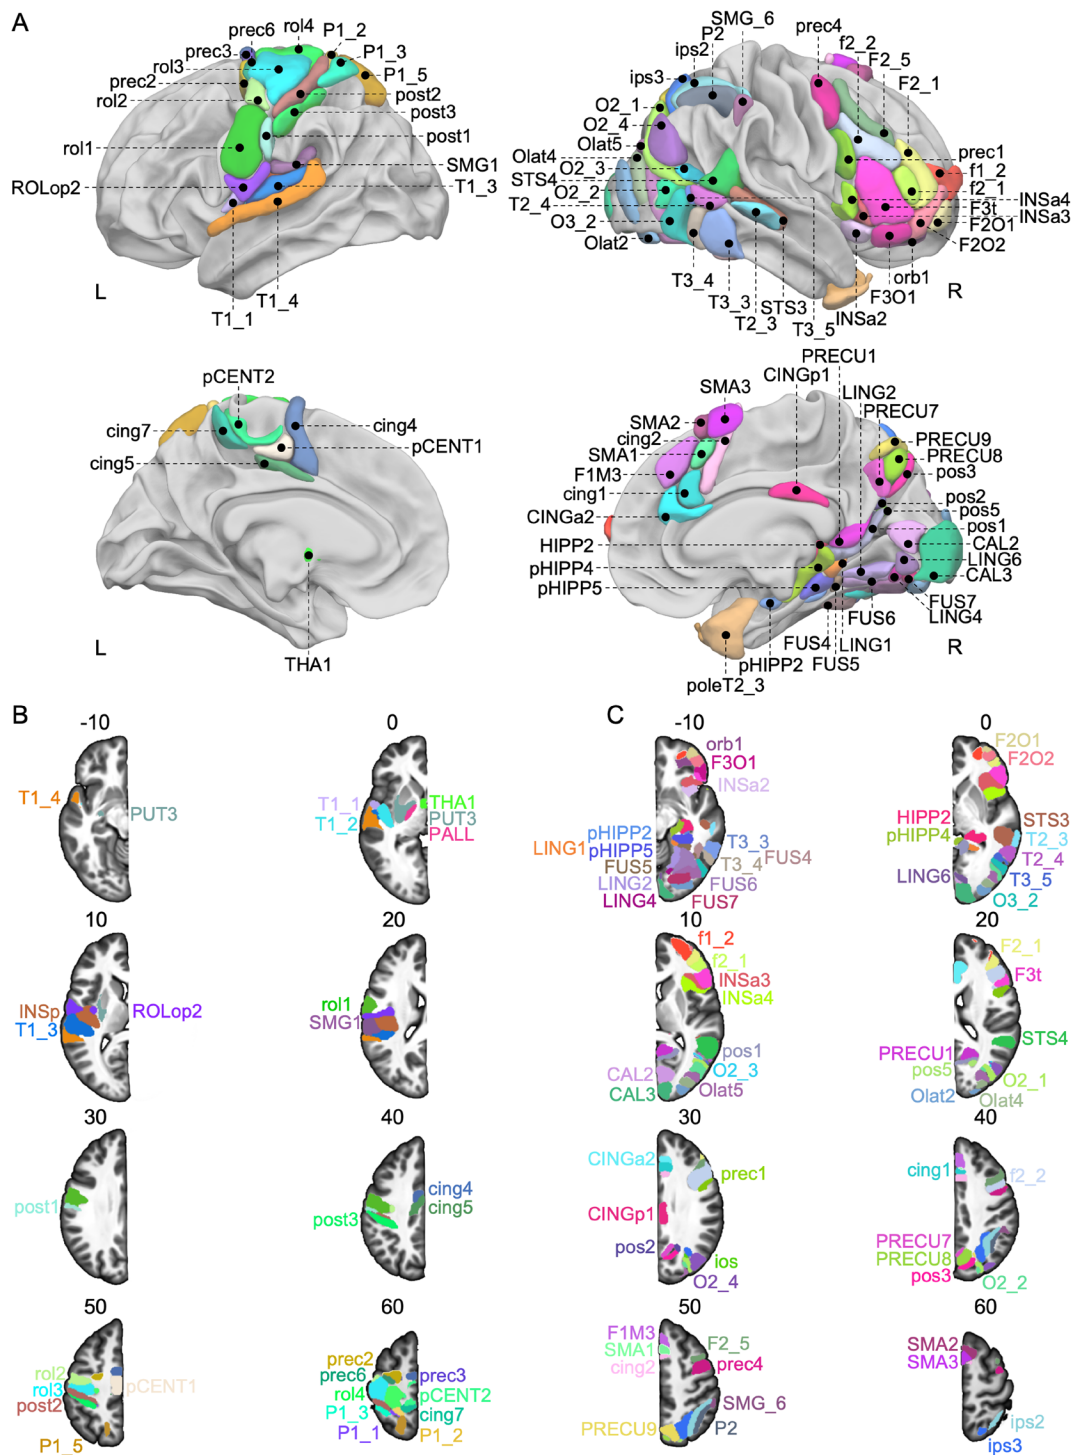 A
prec6
rol4
P1_2
prec3
P1_3
rol3
P1_5
prec2
post2
rol2
post3
post1
rol1
SMG1
ROLop2
T1_3
L
T1_4
T1_1
SMG_6
P2
prec4
ips2
f2_2
ips3
F2_5
F2_1
O2_1
O2_4
Olat5
prec1
Olat4
f1_2
O2_3
STS4
f2_1
O2_2
INSa4
T2_4
F3t
INSa3
O3_2
F2O1
Olat2
F2O2
orb1
T3_4
F3O1
R
T3_3
STS3
INSa2
T2_3
T3_5
pCENT2
cing4
cing7
pCENT1
cing5
L
THA1
PRECU1
CINGp1
SMA3
LING2
PRECU7
SMA2
cing2
PRECU9
SMA1
PRECU8
F1M3
pos3
cing1
pos2
CINGa2
pos5
pos1
HIPP2
CAL2
pHIPP4
LING6
pHIPP5
CAL3
FUS7
FUS6
LING4
FUS4
LING1
R
pHIPP2
FUS5
poleT2_3
B
-10
0
T1_4
PUT3
T1_1
THA1
T1_2
PUT3
PALL
10
20
INSp
ROLop2
T1_3
rol1
SMG1
30
40
post1
cing4
cing5
post3
50
60
rol2
pCENT1
rol3
post2
P1_5
prec2
prec3
prec6
rol4
pCENT2
P1_3
cing7
P1_1
P1_2
C
-10
0
orb1
F3O1
INSa2
pHIPP2
T3_3
LING1
pHIPP5
FUS4
FUS5
T3_4
LING2
FUS6
LING4
FUS7
F2O1
F2O2
HIPP2
STS3
pHIPP4
T2_3
T2_4
LING6
T3_5
O3_2
10
20
f1_2
f2_1
INSa3
INSa4
pos1
CAL2
O2_3
CAL3
Olat5
F2_1
F3t
STS4
PRECU1
pos5
O2_1
Olat2
Olat4
30
40
CINGa2
prec1
CINGp1
pos2
ios
O2_4
cing1
f2_2
PRECU7
PRECU8
pos3
O2_2
50
60
F1M3
SMA1
F2_5
cing2
prec4
SMG_6
PRECU9
P2
SMA2
SMA3
ips2
ips3